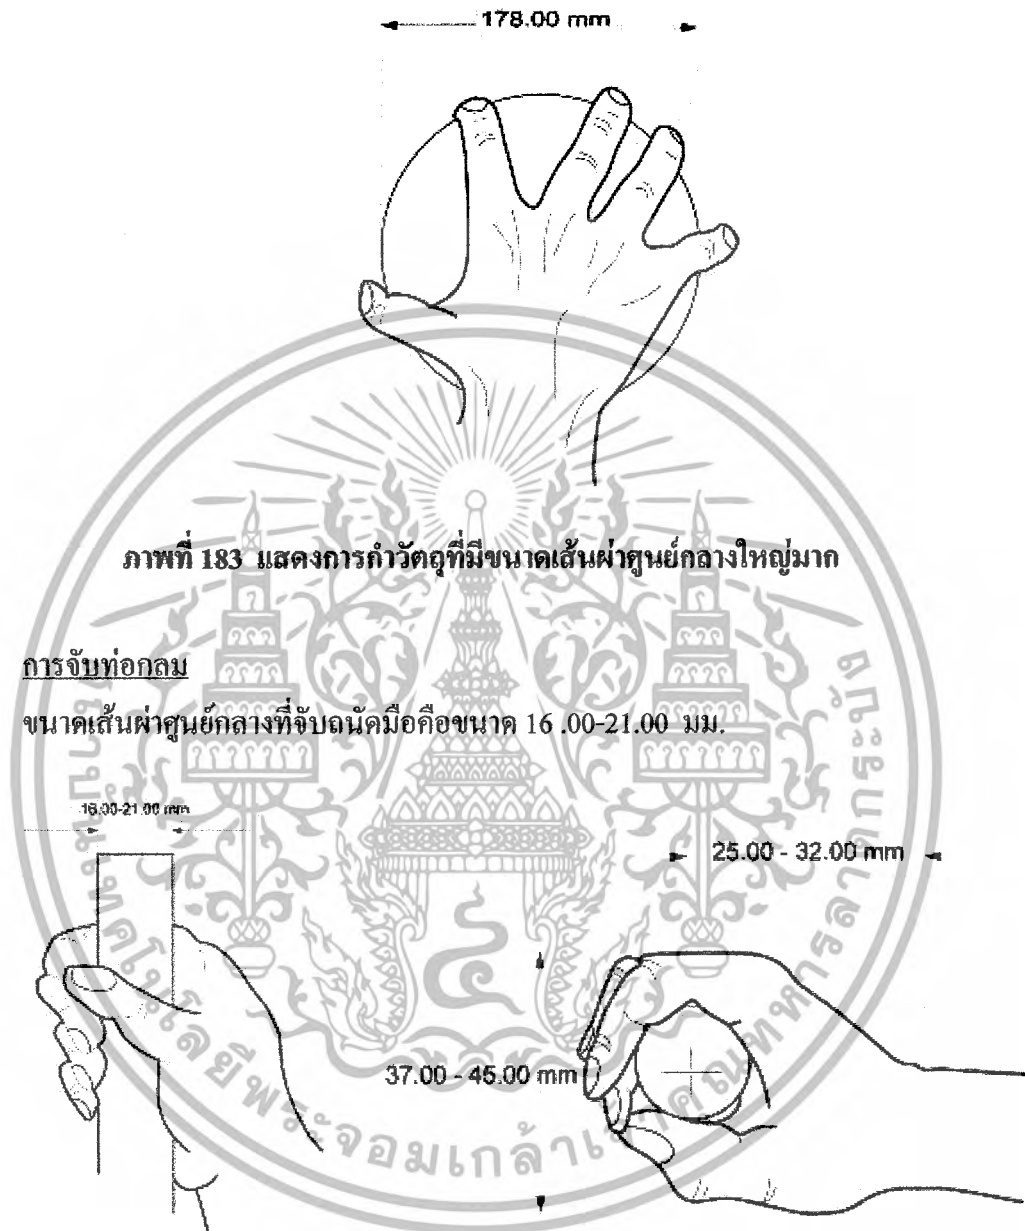 178.00 mm
ภาพที่ 183 แสดงการกำวัตถุที่มีขนาดเส้นผ่าศูนย์กลางใหญ่มาก
การจับท่อกลม
ขนาดเส้นผ่าศูนย์กลางที่จับถนัดมือคือขนาด 16 .00-21.00 มม.
16.00-21.00 mm
25.00 - 32.00 mm
37.00 - 45.00 mm